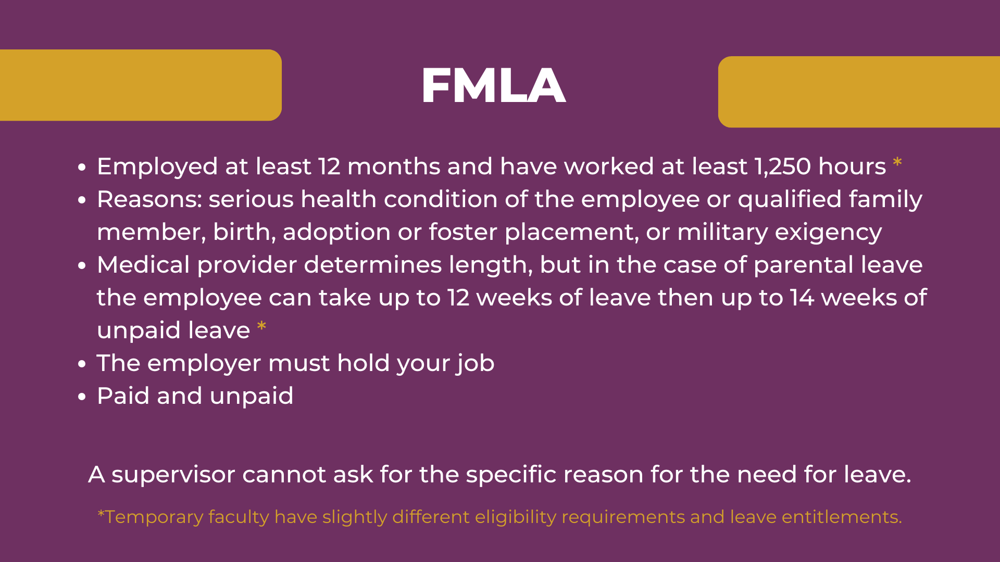 FMLA
• Employed at least 12 months and have worked at least 1,250 hours *
• Reasons: serious health condition of the employee or qualified family
member, birth, adoption or foster placement, or military exigency
• Medical provider determines length, but in the case of parental leave
the employee can take up to 12 weeks of leave then up to 14 weeks of
unpaid leave *
• The employer must hold your job
• Paid and unpaid
A supervisor cannot ask for the specific reason for the need for leave.
*Temporary faculty have slightly different eligibility requirements and leave entitlements.